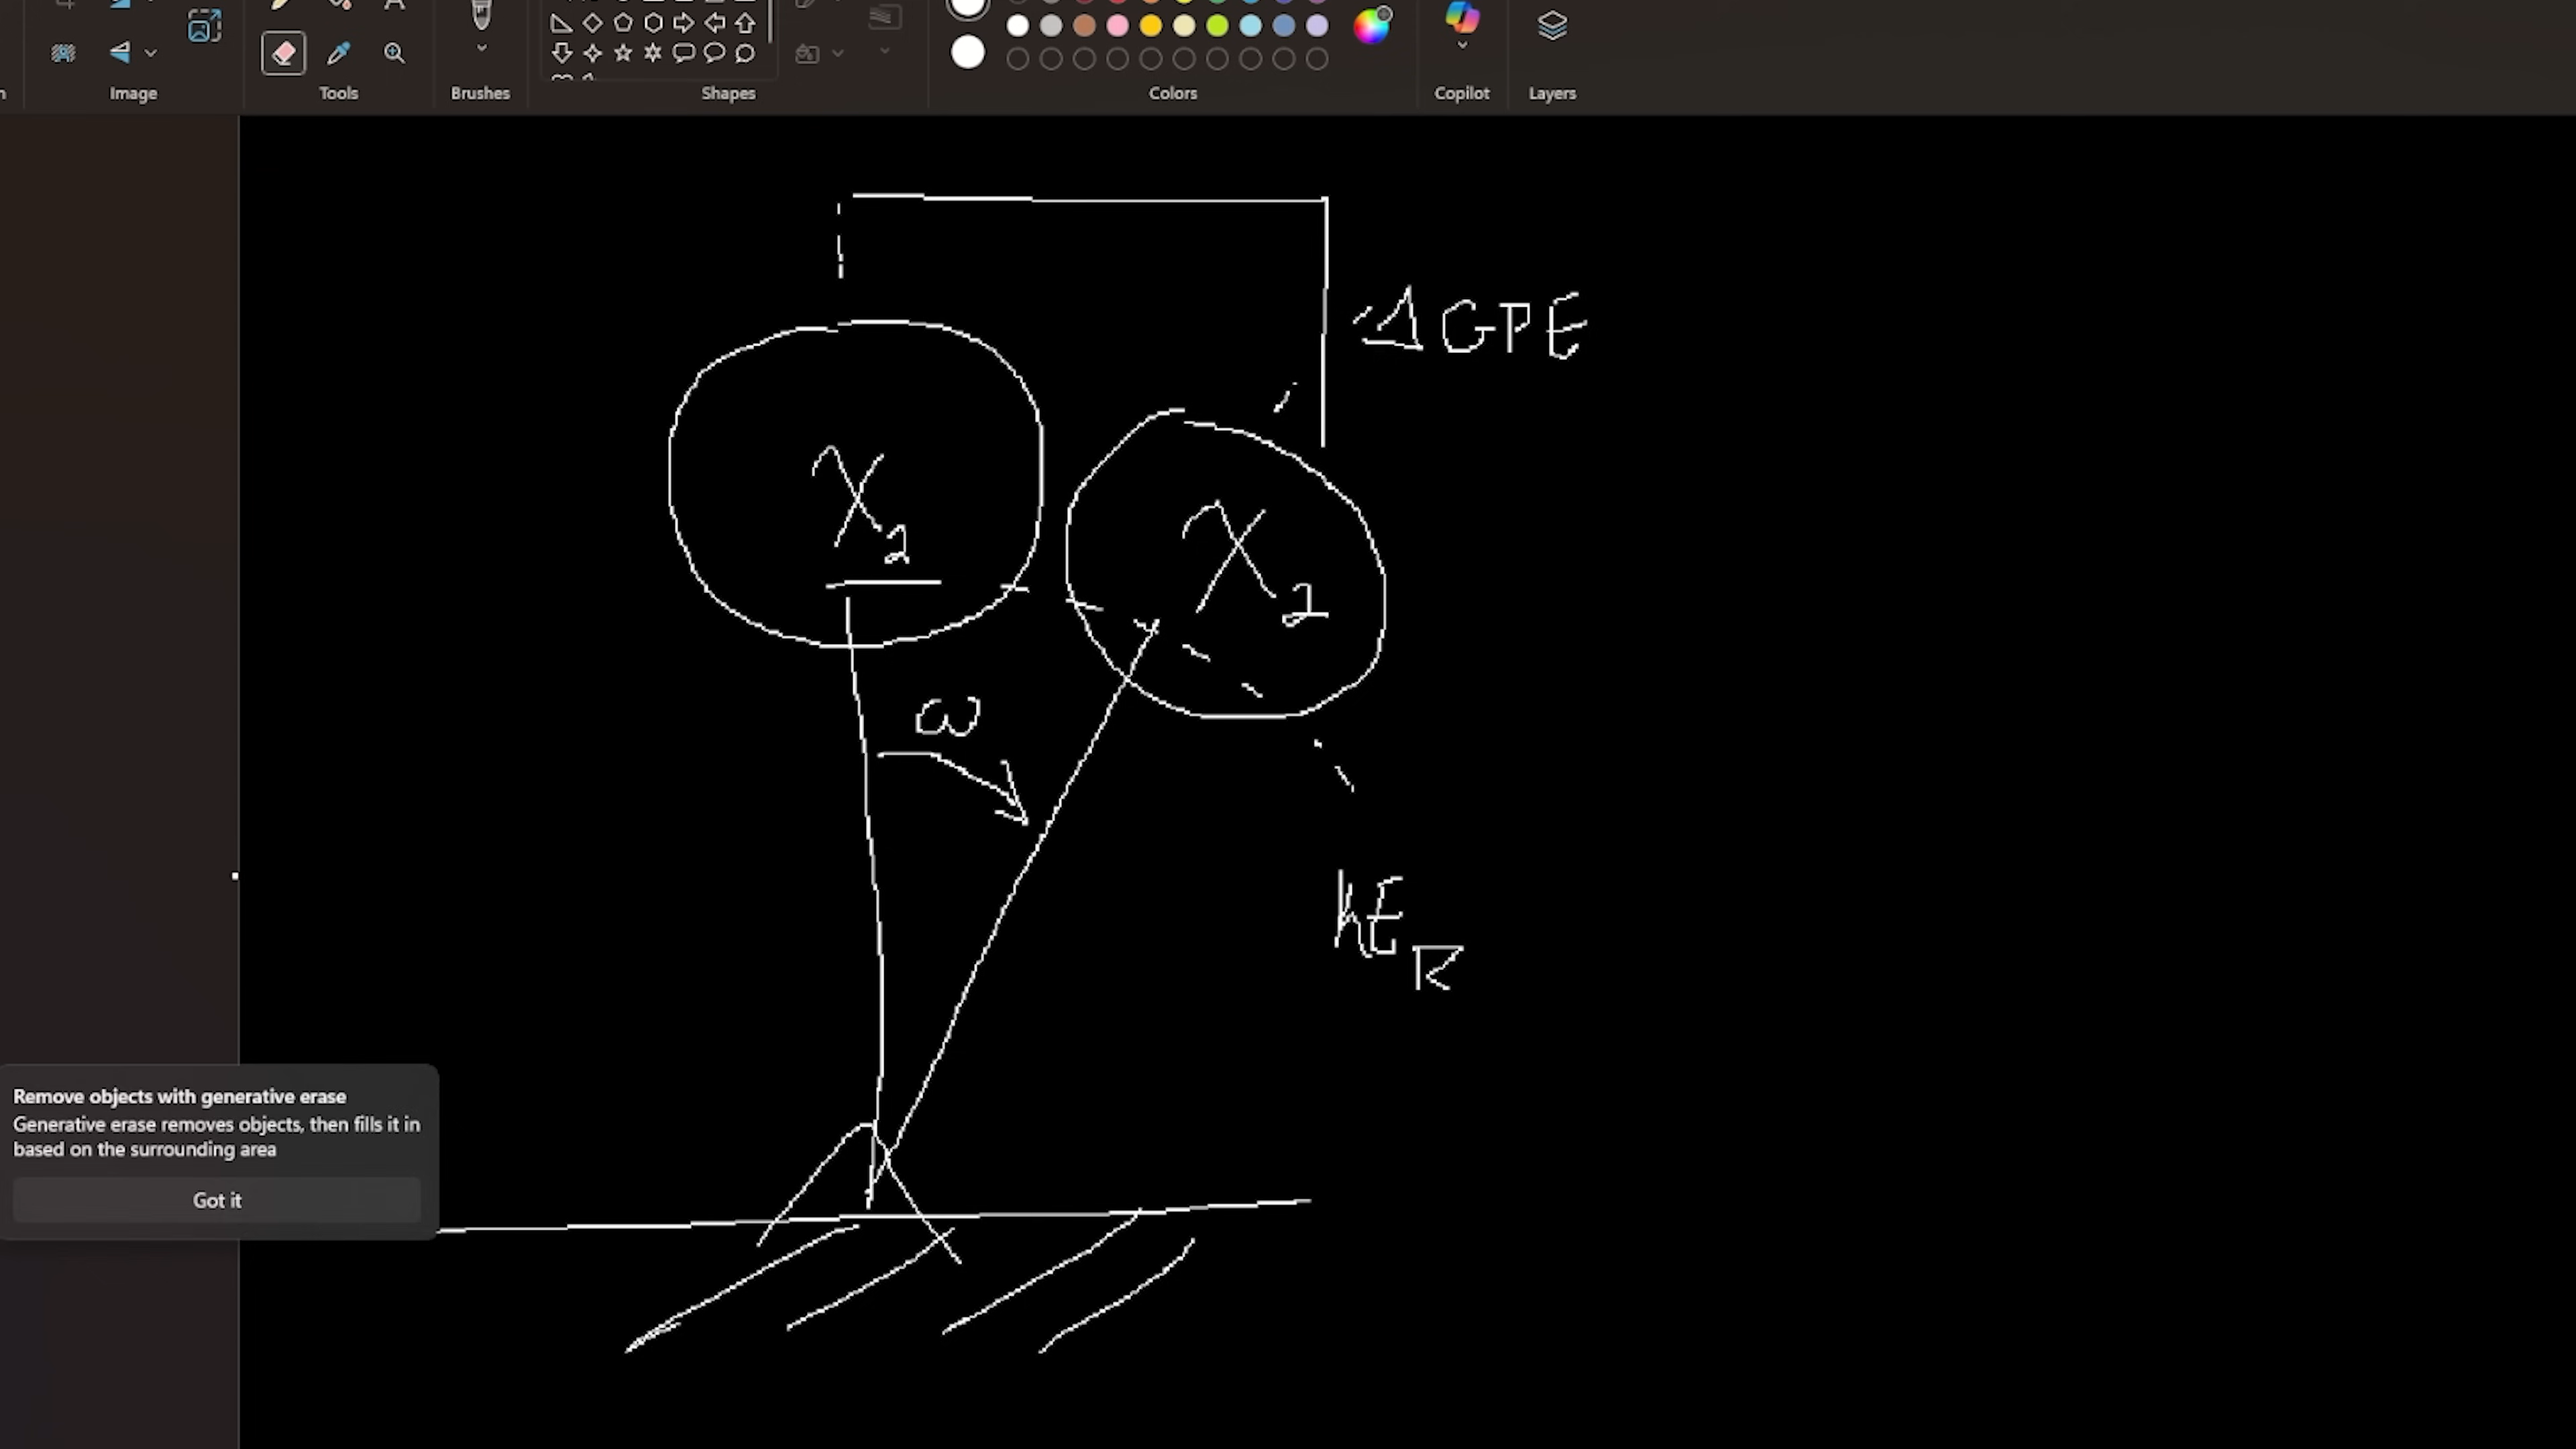 Image
Tools
Brushes
Shapes
Colors
Copilot
Layers
ΔGPE
X₂
X₂
ω
KE_R
Remove objects with generative erase
Generative erase removes objects, then fills it in
based on the surrounding area
Got it